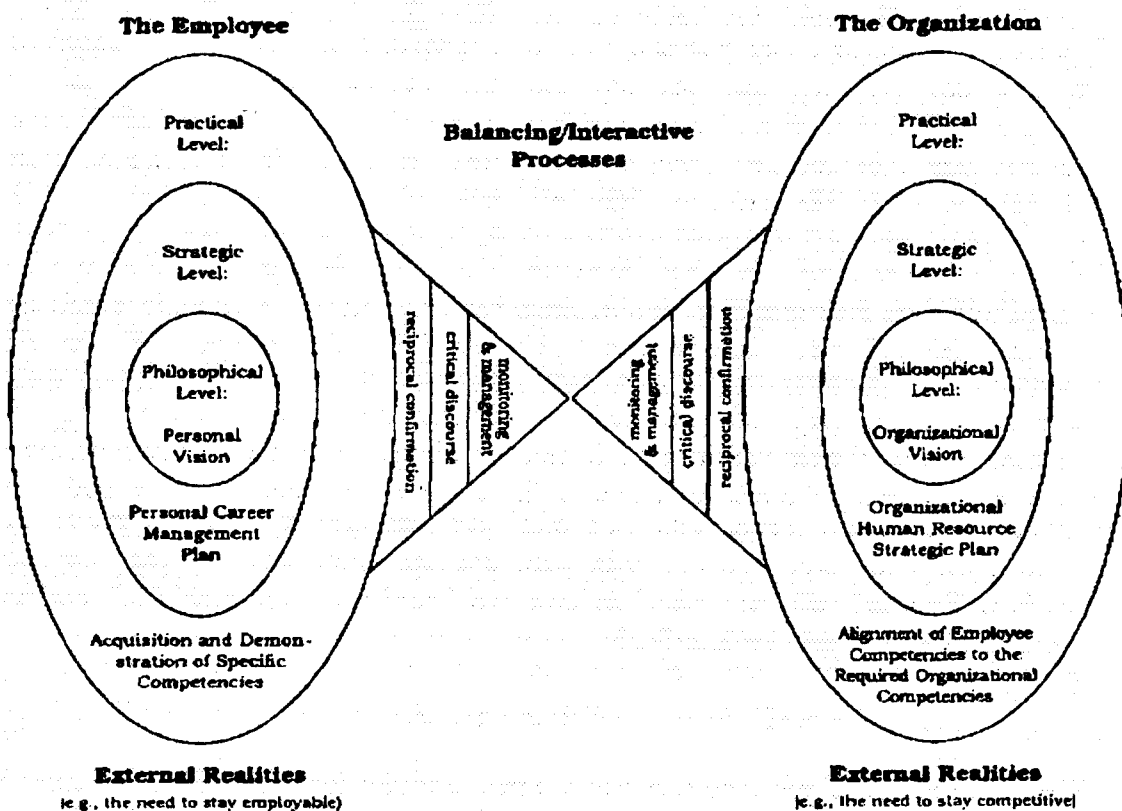 The Employee
Practical
Level:
Strategic
Level:
Philosophical
Level:
Personal
Vision
Personal Career
Management
Plan
Acquisition and Demon-
stration of Specific
Competencies
External Realities
(e.g., the need to stay employable)
Balancing/Interactive
Processes
reciprocal confirmation
critical discourse
monitoring
& management
monitoring
& management
critical discourse
reciprocal confirmation
The Organization
Practical
Level:
Strategic
Level:
Philosophical
Level:
Organizational
Vision
Organizational
Human Resource
Strategic Plan
Alignment of Employee
Competencies to the
Required Organizational
Competencies
External Realities
(e.g., the need to stay competitive)